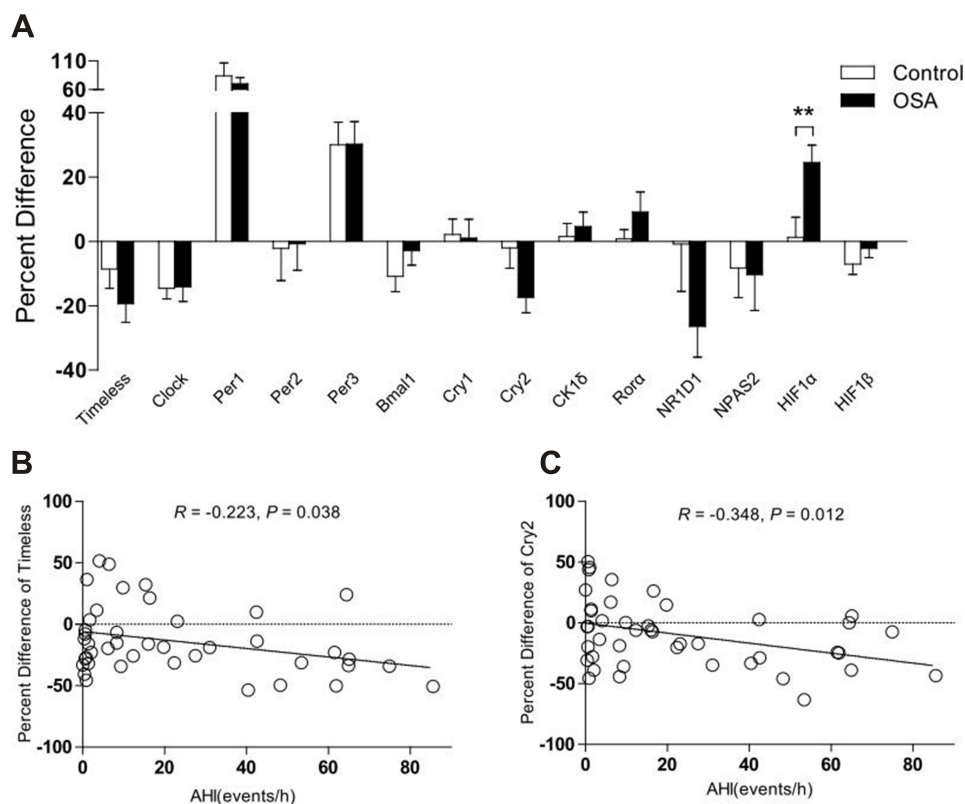 A
110
60
40
20
0
-20
-40
Percent Difference
Control
OSA
**
Timeless
Clock
Per1
Per2
Per3
Bmal1
Cry1
Cry2
CK1δ
Rorα
NR1D1
NPAS2
HIF1α
HIF1β
B
R = -0.223, P = 0.038
100
50
0
-50
-100
Percent Difference of Timeless
0 20 40 60 80
AHI(events/h)
C
R = -0.348, P = 0.012
100
50
0
-50
-100
Percent Difference of Cry2
0 20 40 60 80
AHI(events/h)